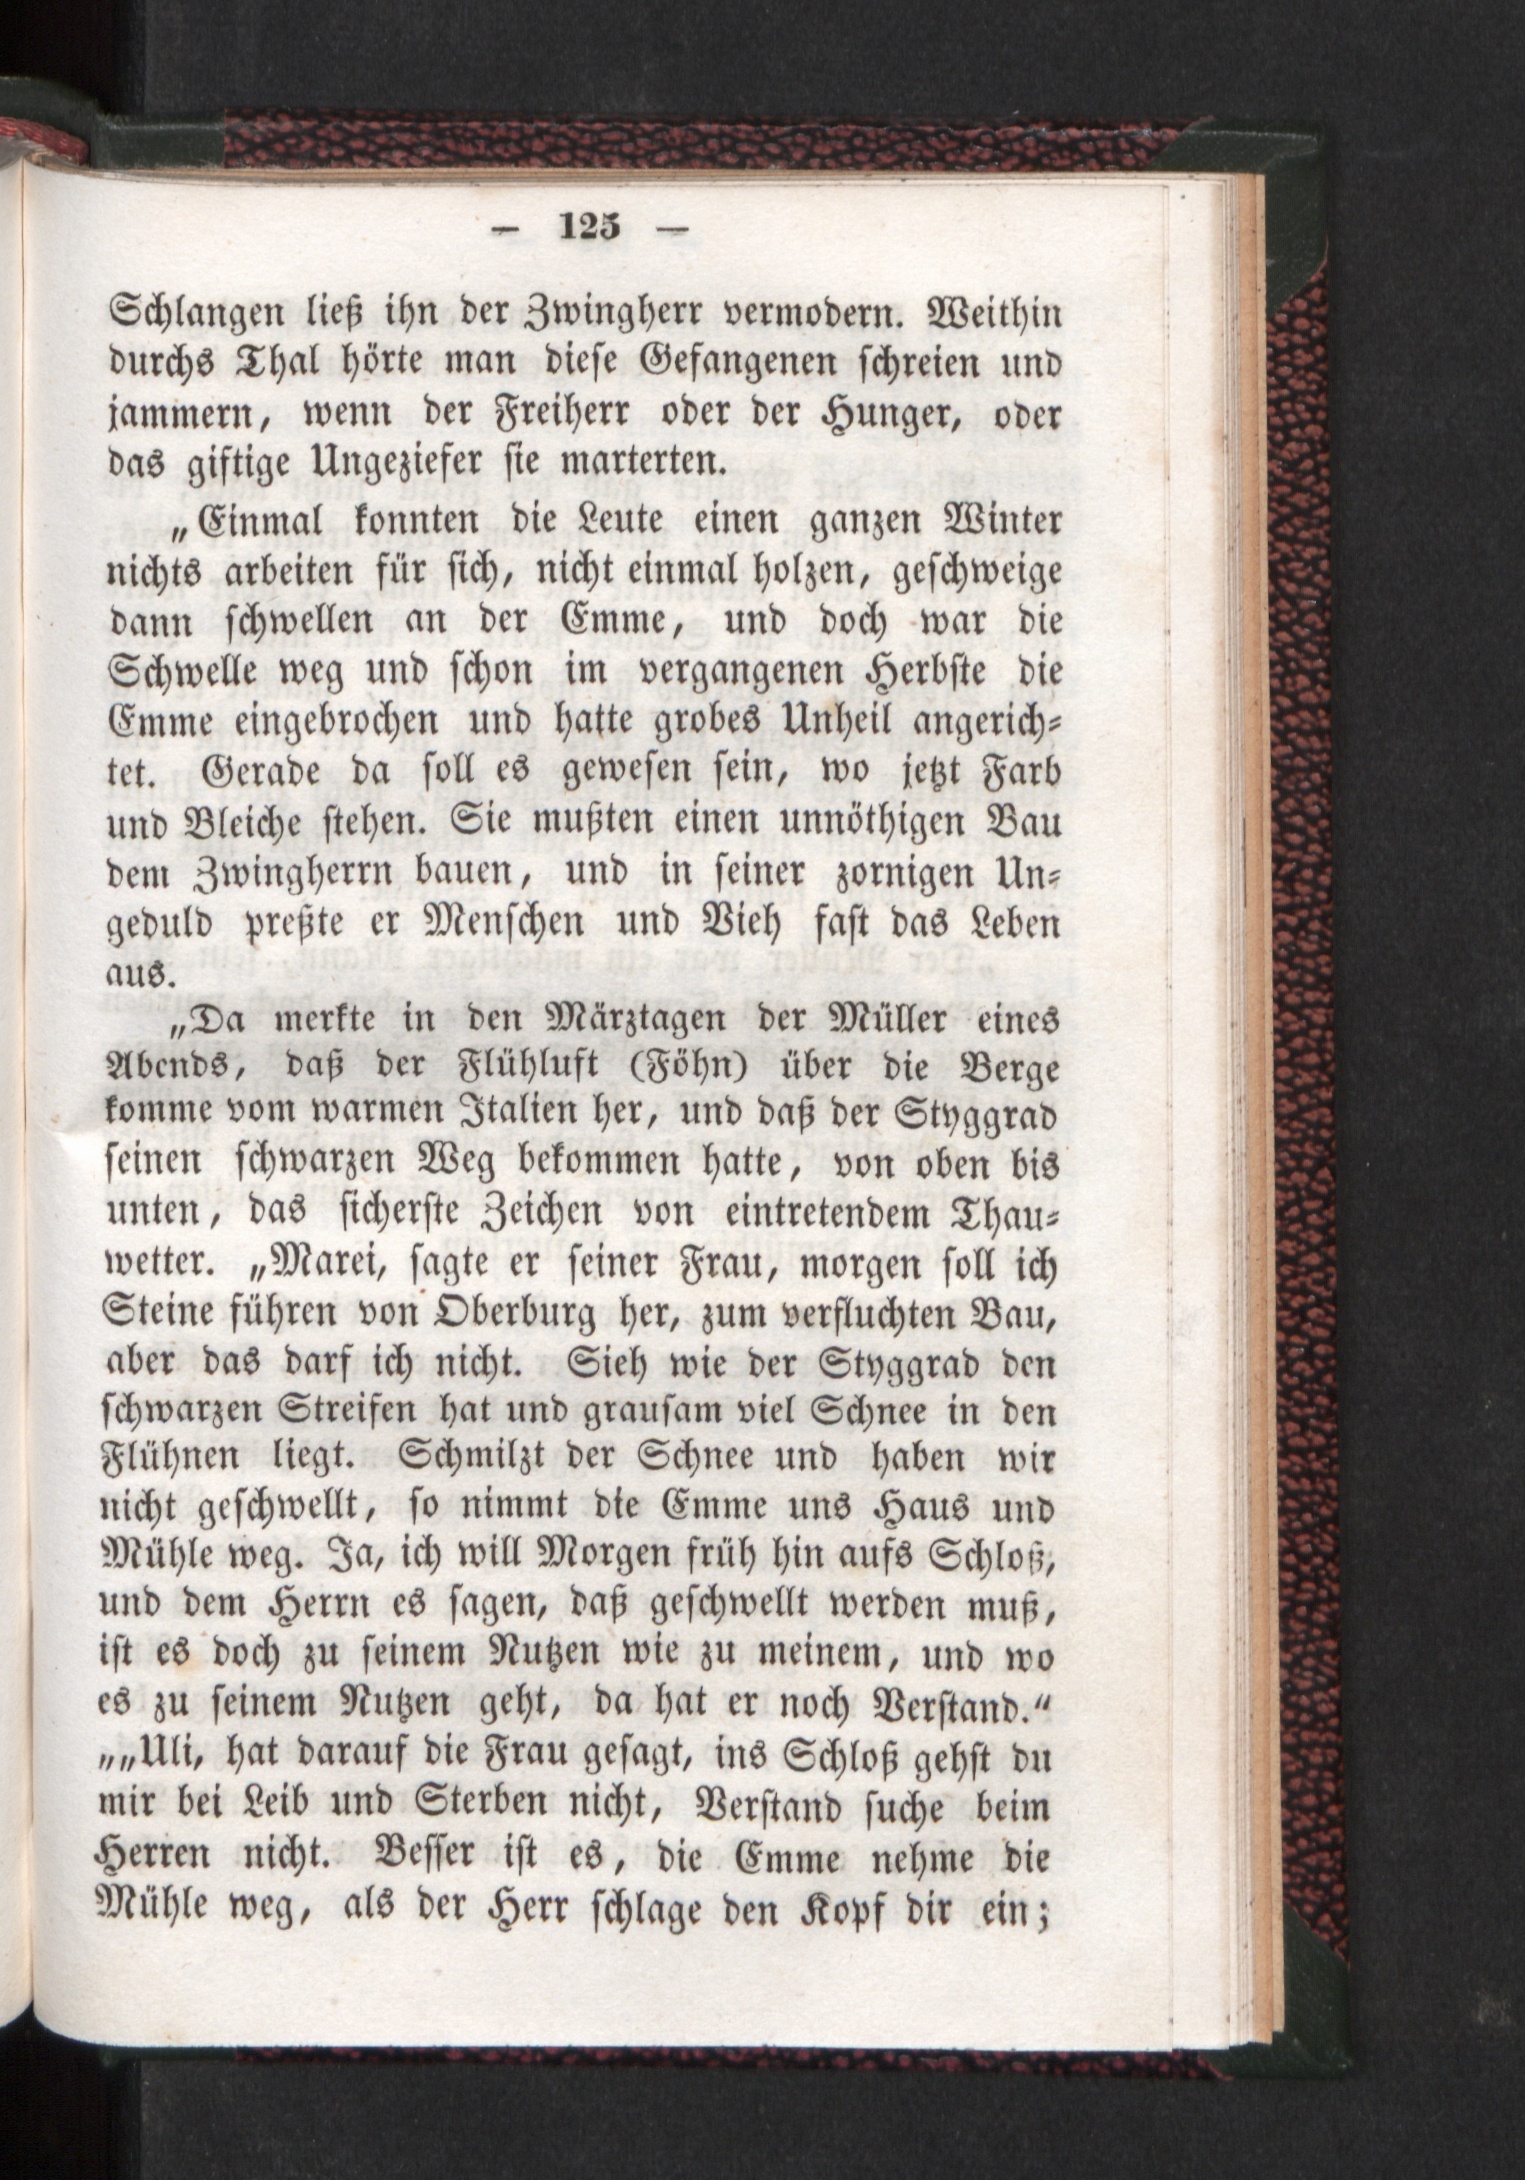 — 125 —
Schlangen ließ ihn der Zwingherr vermodern. Weithin
durchs Thal hörte man diese Gefangenen schreien und
jammern, wenn der Freiherr oder der Hunger, oder
das giftige Ungeziefer sie marterten.
„Einmal konnten die Leute einen ganzen Winter
nichts arbeiten für sich, nicht einmal holzen, geschweige
dann schwellen an der Emme, und doch war die
Schwelle weg und schon im vergangenen Herbste die
Emme eingebrochen und hatte grobes Unheil angerich-
tet. Gerade da soll es gewesen sein, wo jetzt Farb
und Bleiche stehen. Sie mußten einen unnöthigen Bau
dem Zwingherrn bauen, und in seiner zornigen Un-
geduld preßte er Menschen und Vieh fast das Leben
aus.
„Da merkte in den Märztagen der Müller eines
Abends, daß der Flühluft (Föhn) über die Berge
komme vom warmen Italien her, und daß der Styggrad
seinen schwarzen Weg bekommen hatte, von oben bis
unten, das sicherste Zeichen von eintretendem Thau-
wetter. „Marei, sagte er seiner Frau, morgen soll ich
Steine führen von Oberburg her, zum verfluchten Bau,
aber das darf ich nicht. Sieh wie der Styggrad den
schwarzen Streifen hat und grausam viel Schnee in den
Flühnen liegt. Schmilzt der Schnee und haben wir
nicht geschwellt, so nimmt die Emme uns Haus und
Mühle weg. Ja, ich will Morgen früh hin aufs Schloß,
und dem Herrn es sagen, daß geschwellt werden muß,
ist es doch zu seinem Nutzen wie zu meinem, und wo
es zu seinem Nutzen geht, da hat er noch Verstand.“
„„Uli, hat darauf die Frau gesagt, ins Schloß gehst du
mir bei Leib und Sterben nicht, Verstand suche beim
Herren nicht. Besser ist es, die Emme nehme die
Mühle weg, als der Herr schlage den Kopf dir ein;